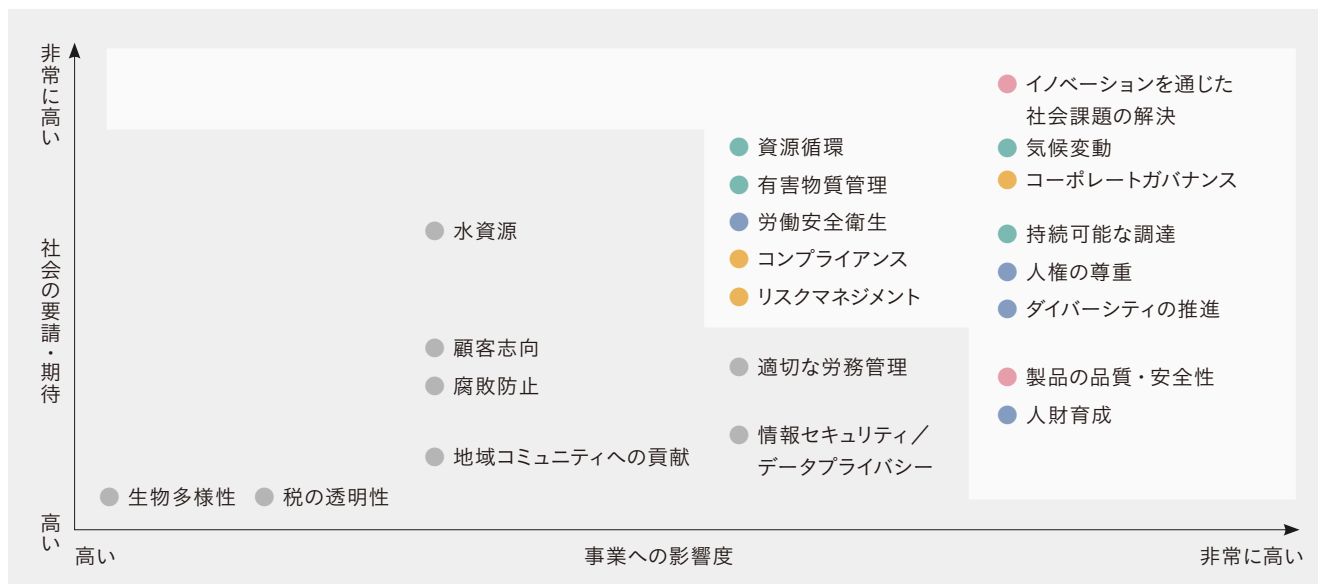 非常に高い
社会の要請・期待
高い
イノベーションを通じた
社会課題の解決
気候変動
コーポレートガバナンス
持続可能な調達
人権の尊重
ダイバーシティの推進
製品の品質・安全性
人財育成
資源循環
有害物質管理
労働安全衛生
コンプライアンス
リスクマネジメント
適切な労務管理
情報セキュリティ／
データプライバシー
水資源
顧客志向
腐敗防止
地域コミュニティへの貢献
生物多様性
税の透明性
高い
事業への影響度
非常に高い